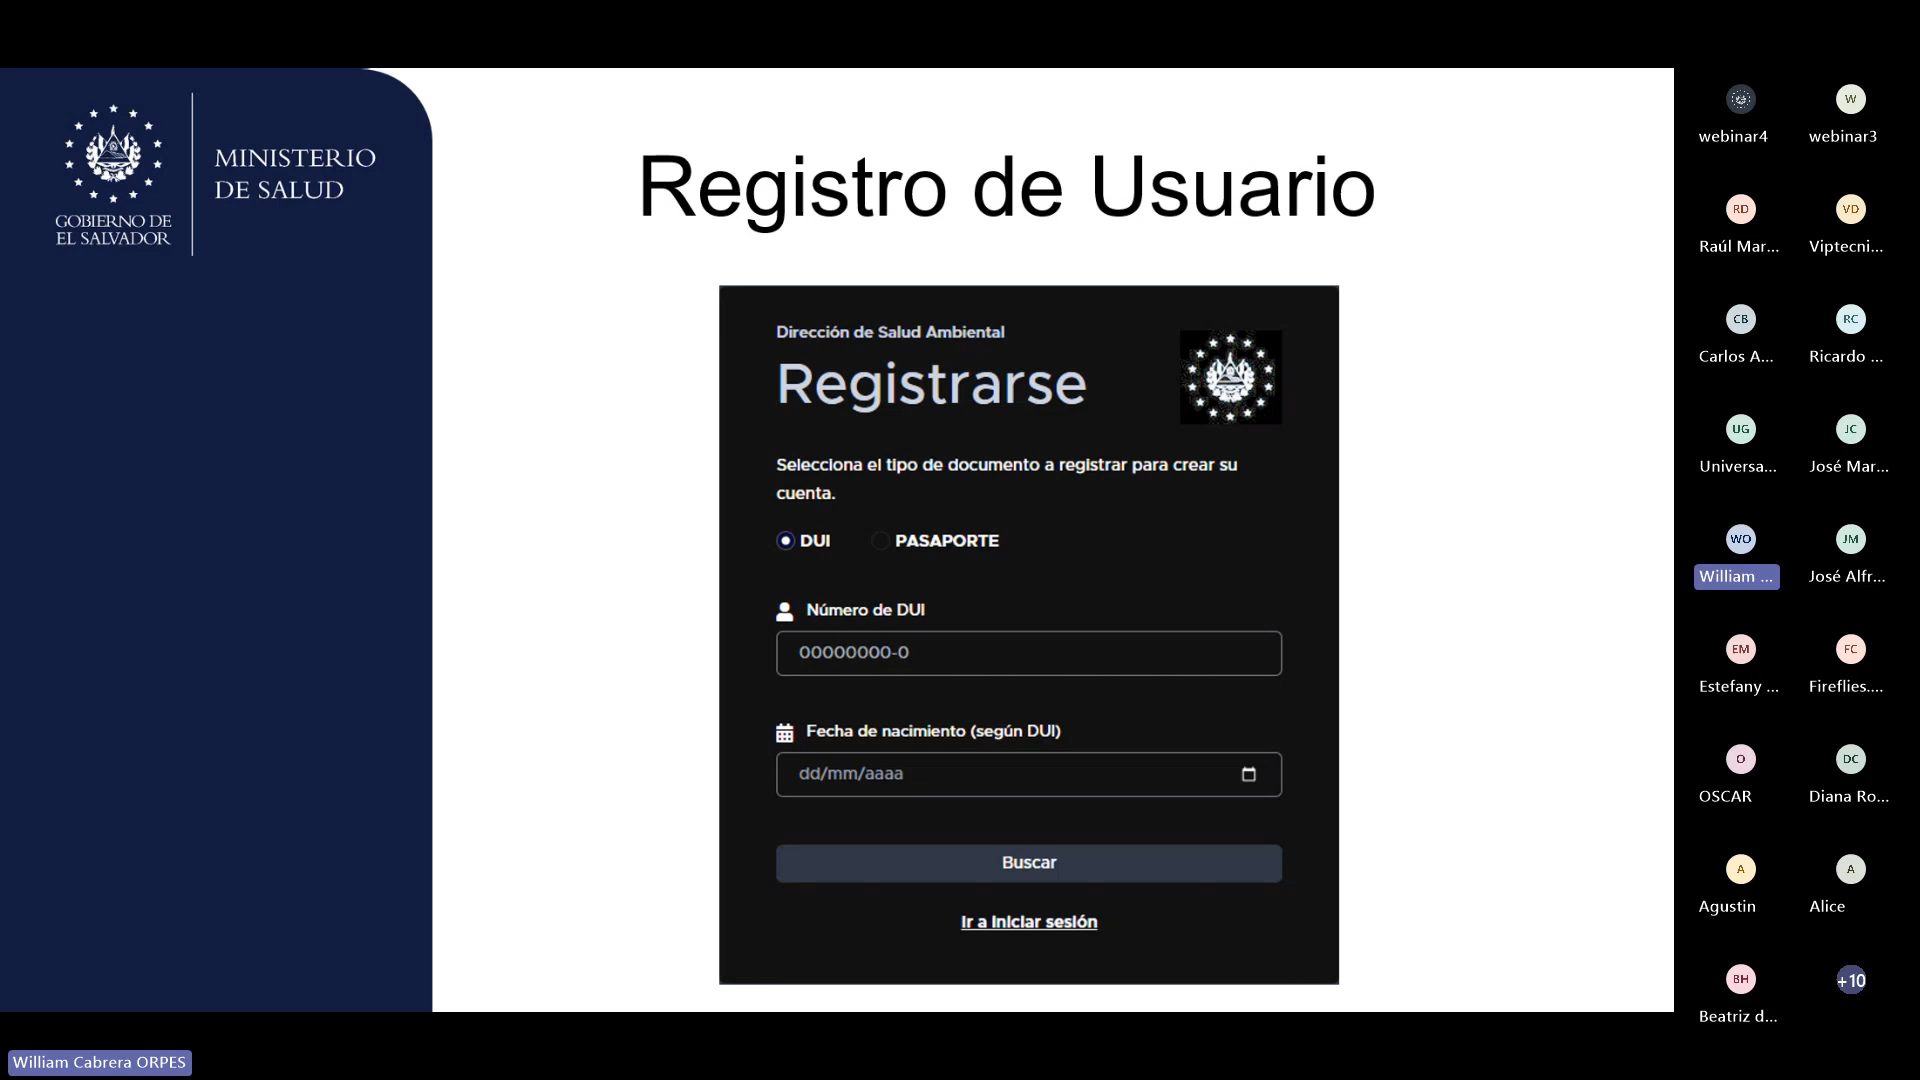 GOBIERNO DE
EL SALVADOR
MINISTERIO
DE SALUD
Registro de Usuario
Dirección de Salud Ambiental
Registrarse
Selecciona el tipo de documento a registrar para crear su
cuenta.
DUI
PASAPORTE
Número de DUI
00000000-0
Fecha de nacimiento (según DUI)
dd/mm/aaaa
Buscar
Ir a Iniciar sesión
webinar4
W
webinar3
RD
Raúl Mar...
VD
Viptecni...
CB
Carlos A...
RC
Ricardo ...
UG
Universa...
JC
José Mar...
WO
William ...
JM
José Alfr...
EM
Estefany ...
FC
Fireflies....
O
OSCAR
DC
Diana Ro...
A
Agustin
A
Alice
BH
Beatriz d...
+10
William Cabrera ORPES